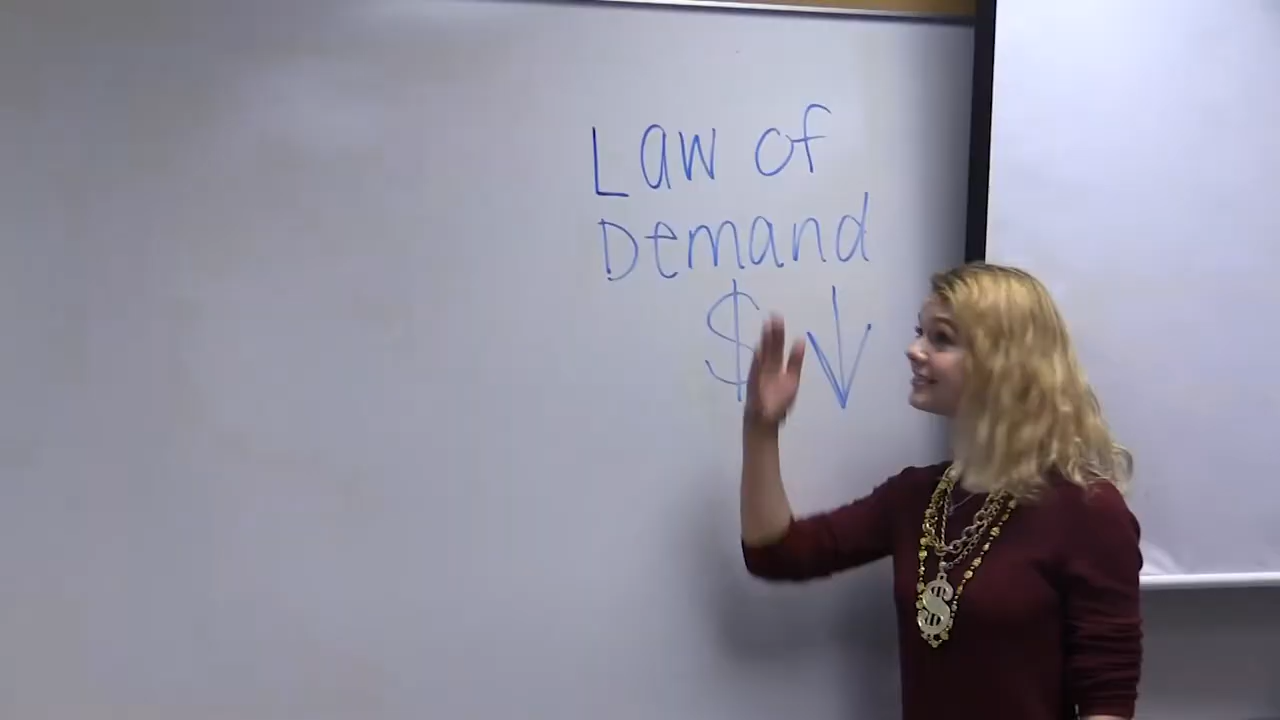 Law of
Demand
$ ↓
$